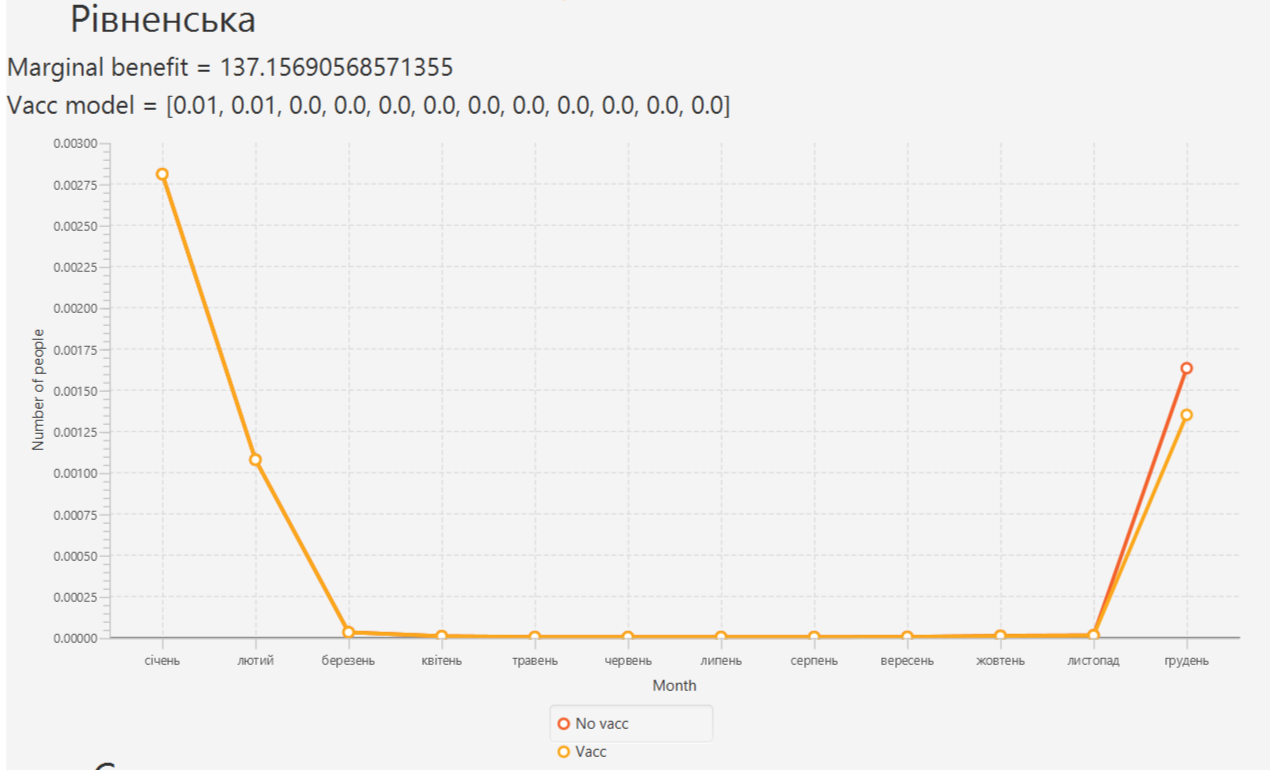 Рівненська
Marginal benefit = 137.15690568571355
Vacc model = [0.01, 0.01, 0.0, 0.0, 0.0, 0.0, 0.0, 0.0, 0.0, 0.0, 0.0, 0.0]
Number of people
0.00300
0.00275
0.00250
0.00225
0.00200
0.00175
0.00150
0.00125
0.00100
0.00075
0.00050
0.00025
0.00000
січень лютий березень квітень травень червень липень серпень вересень жовтень листопад грудень
Month
No vacc
Vacc